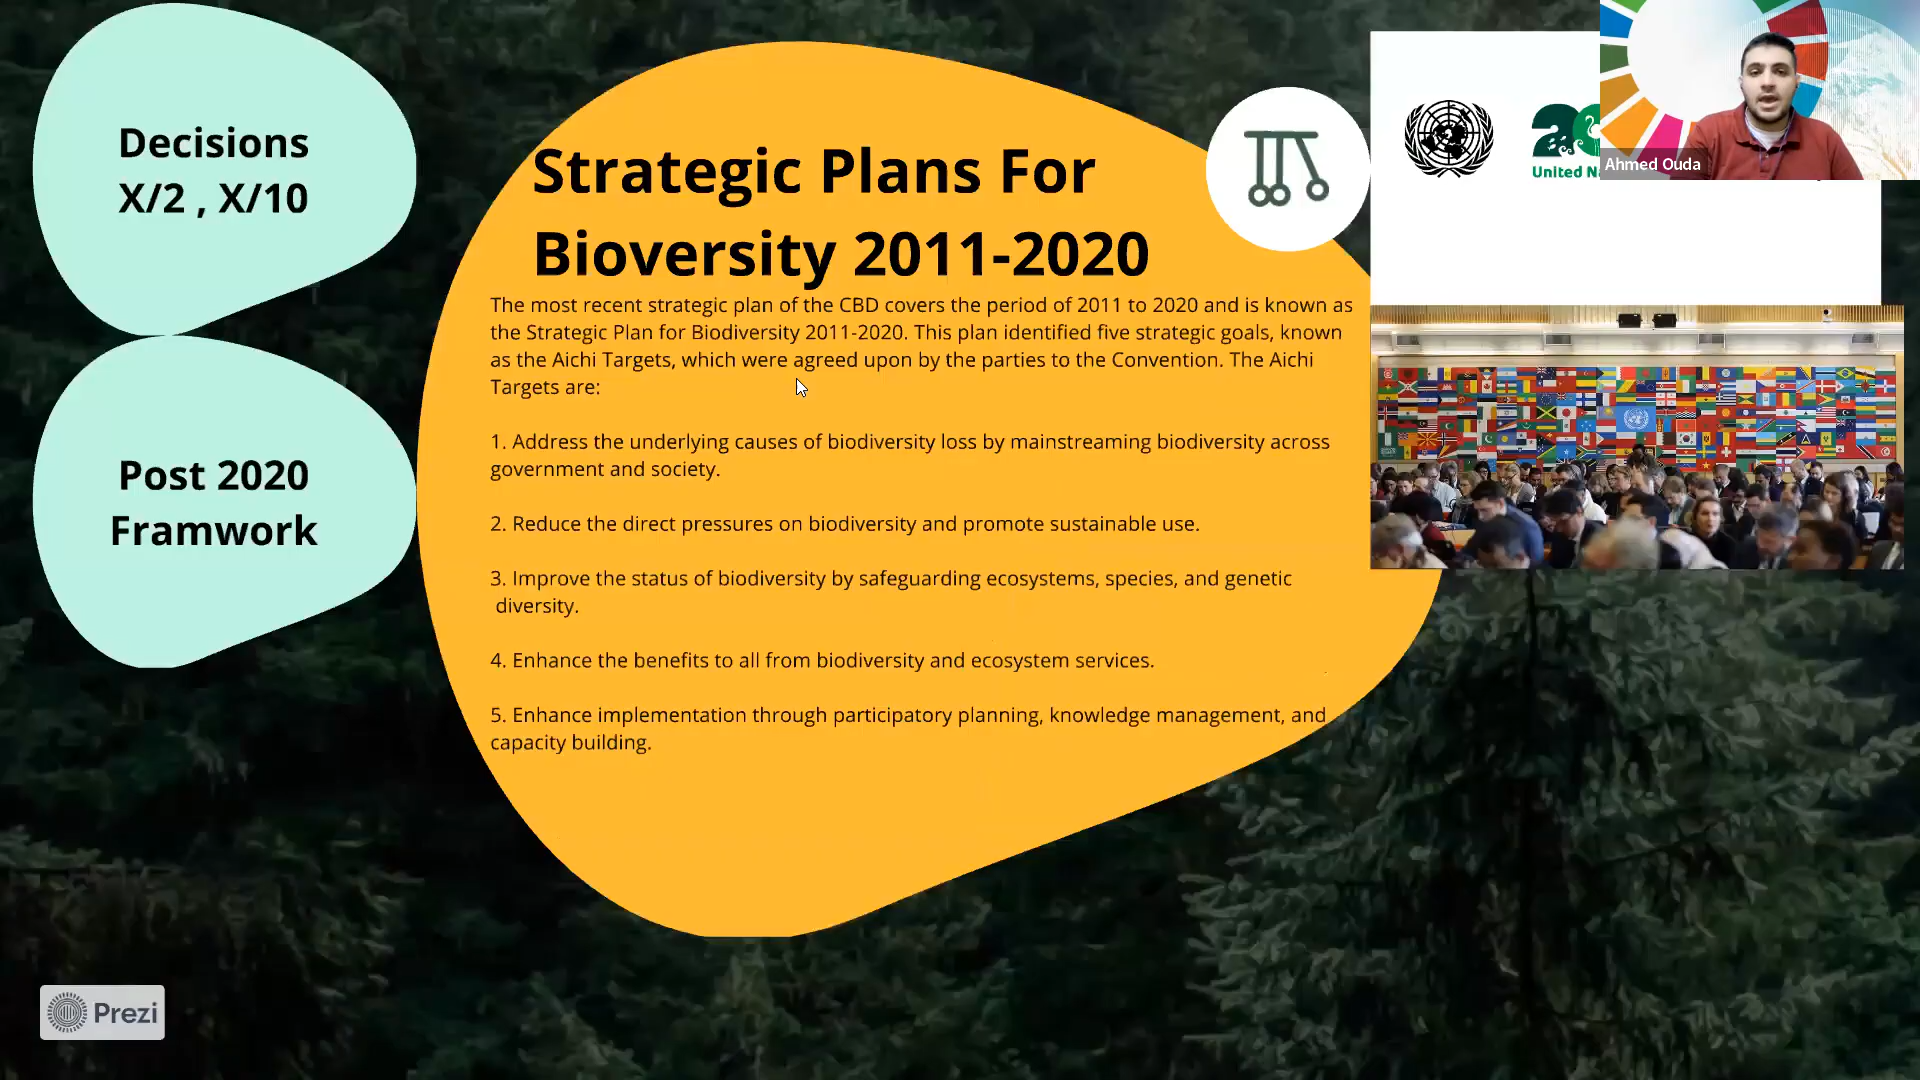 Decisions
X/2 , X/10
Post 2020
Framwork
Strategic Plans For
Bioversity 2011-2020
The most recent strategic plan of the CBD covers the period of 2011 to 2020 and is known as
the Strategic Plan for Biodiversity 2011-2020. This plan identified five strategic goals, known
as the Aichi Targets, which were agreed upon by the parties to the Convention. The Aichi
Targets are:
1. Address the underlying causes of biodiversity loss by mainstreaming biodiversity across
government and society.
2. Reduce the direct pressures on biodiversity and promote sustainable use.
3. Improve the status of biodiversity by safeguarding ecosystems, species, and genetic
diversity.
4. Enhance the benefits to all from biodiversity and ecosystem services.
5. Enhance implementation through participatory planning, knowledge management, and
capacity building.
United
Ahmed Ouda
Prezi